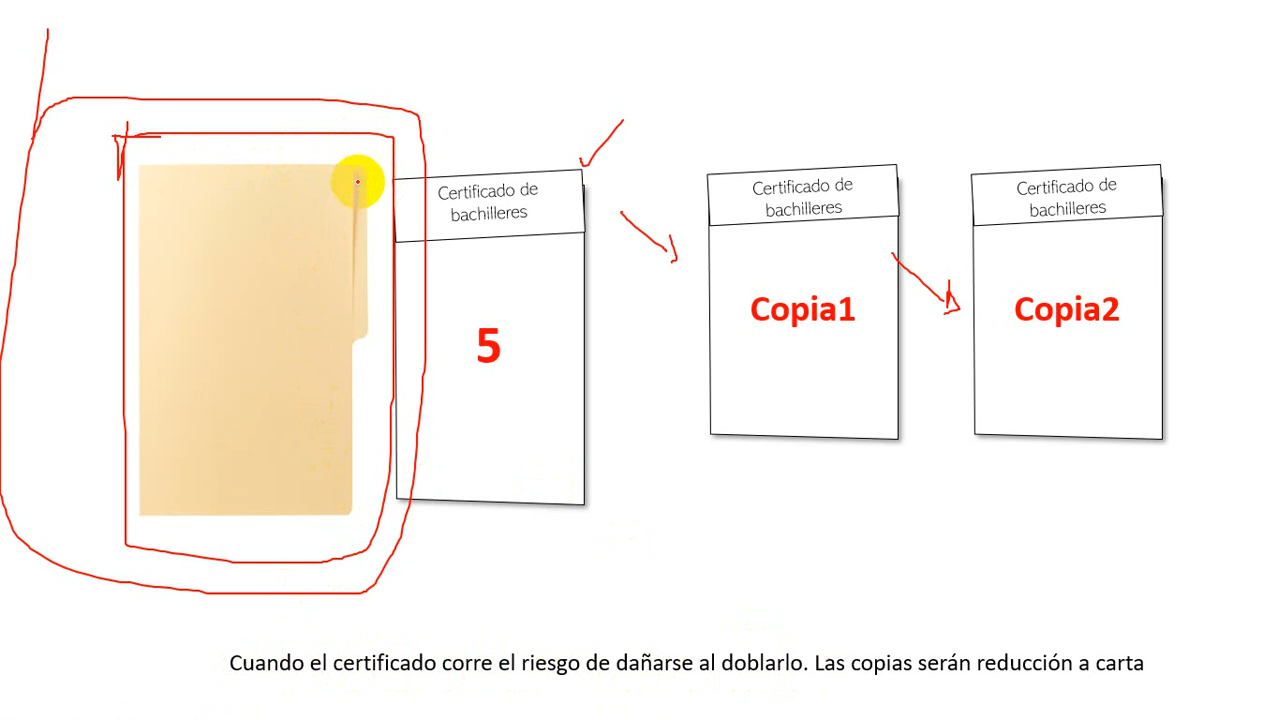 Certificado de
bachilleres
5
Certificado de
bachilleres
Copia1
Certificado de
bachilleres
Copia2
Cuando el certificado corre el riesgo de dañarse al doblarlo. Las copias serán reducción a carta